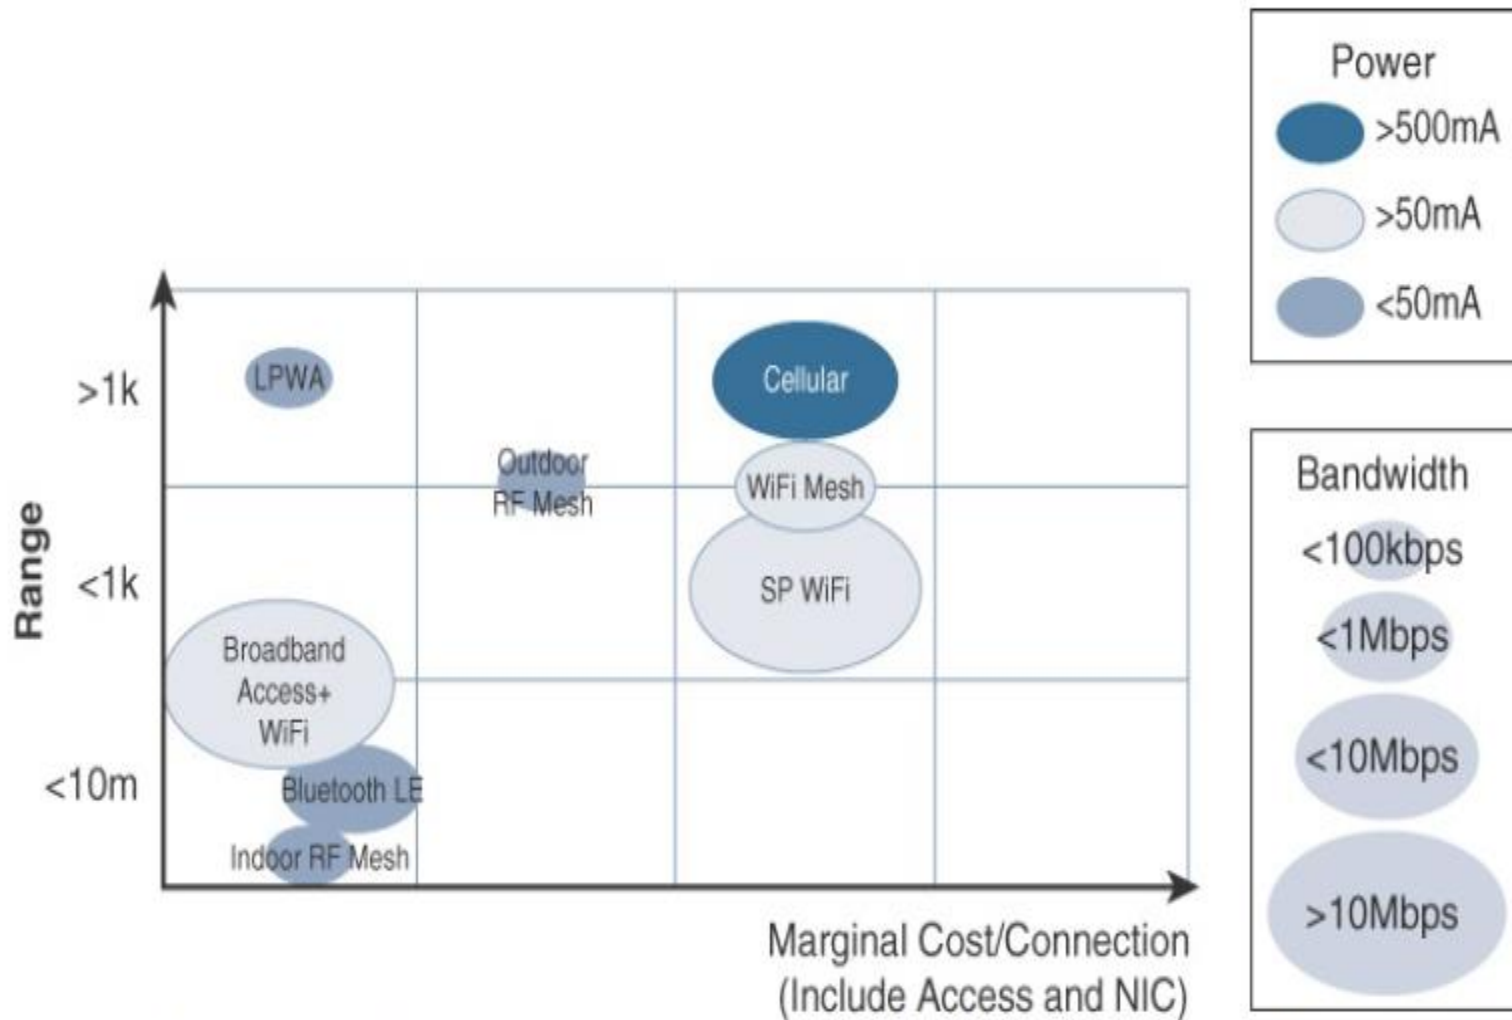 Power
>500mA
>50mA
<50mA
>1k
LPWA
Cellular
Outdoor
RF Mesh
WiFi Mesh
Range
<1k
SP WiFi
Broadband
Access+
WiFi
<10m
Bluetooth LE
Indoor RF Mesh
Marginal Cost/Connection
(Include Access and NIC)
Bandwidth
<100kbps
<1Mbps
<10Mbps
>10Mbps